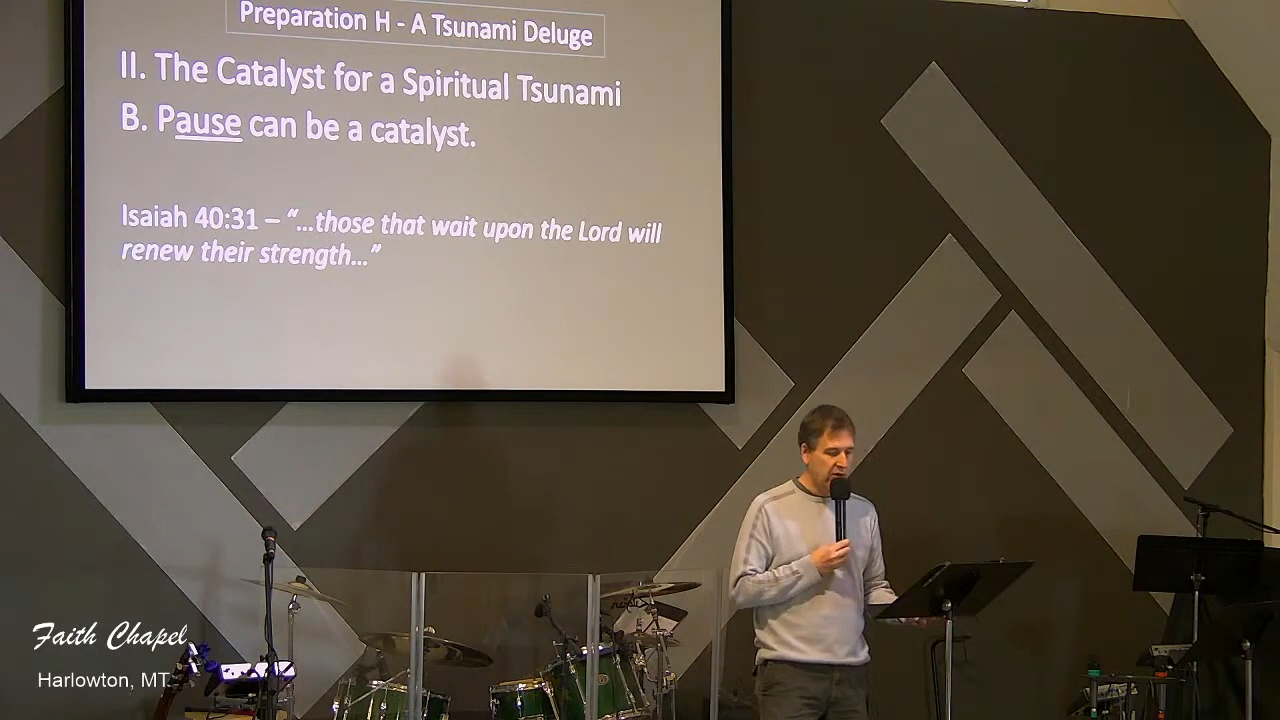 Preparation H - A Tsunami Deluge
II. The Catalyst for a Spiritual Tsunami
B. Pause can be a catalyst.
Isaiah 40:31 – “...those that wait upon the Lord will
renew their strength...”
Faith Chapel
Harlowton, MT